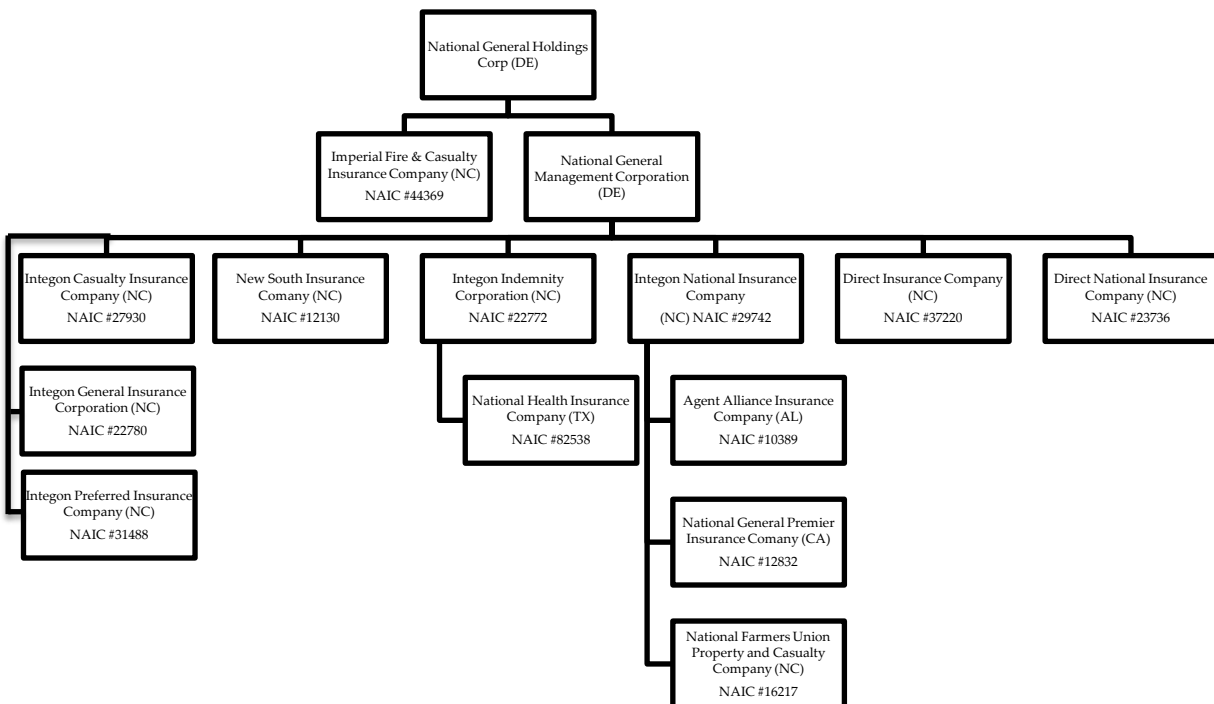 National General Holdings
Corp (DE)
Imperial Fire & Casualty
Insurance Company (NC)
NAIC #44369
National General
Management Corporation
(DE)
Integon Casualty Insurance
Company (NC)
NAIC #27930
New South Insurance
Comany (NC)
NAIC #12130
Integon Indemnity
Corporation (NC)
NAIC #22772
Integon National Insurance
Company
(NC) NAIC #29742
Direct Insurance Company
(NC)
NAIC #37220
Direct National Insurance
Company (NC)
NAIC #23736
Integon General Insurance
Corporation (NC)
NAIC #22780
National Health Insurance
Company (TX)
NAIC #82538
Agent Alliance Insurance
Company (AL)
NAIC #10389
Integon Preferred Insurance
Company (NC)
NAIC #31488
National General Premier
Insurance Comany (CA)
NAIC #12832
National Farmers Union
Property and Casualty
Company (NC)
NAIC #16217